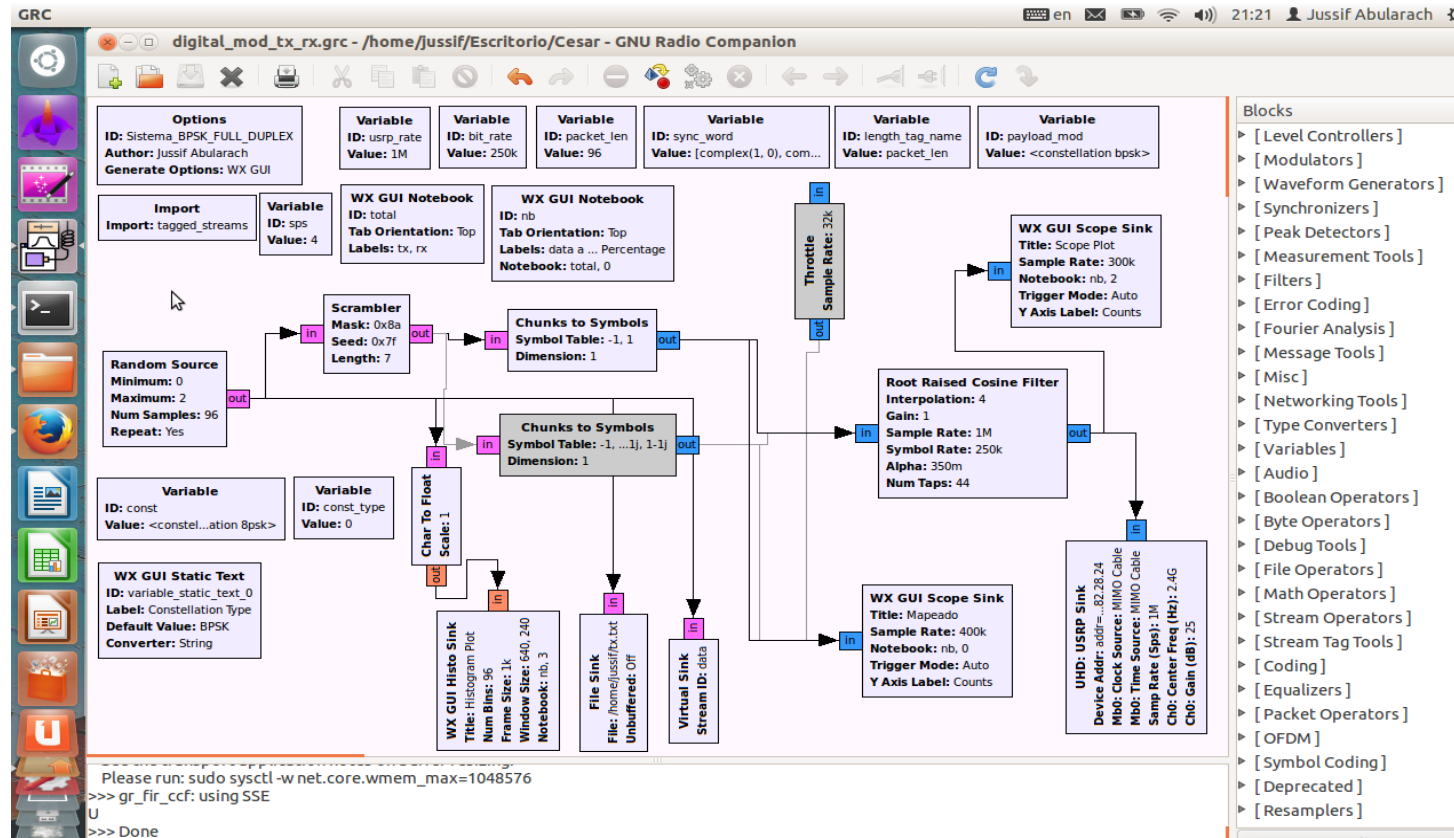 GRC
en
21:21
Jussif Abularach
digital_mod_tx_rx.grc - /home/jussif/Escritorio/Cesar - GNU Radio Companion
Options
ID: Sistema_BPSK_FULL_DUPLEX
Author: Jussif Abularach
Generate Options: WX GUI
Variable
ID: usrp_rate
Value: 1M
Variable
ID: bit_rate
Value: 250k
Variable
ID: packet_len
Value: 96
Variable
ID: sync_word
Value: [complex(1, 0), com...
Variable
ID: length_tag_name
Value: packet_len
Variable
ID: payload_mod
Value: <constellation bpsk>
Import
Import: tagged_streams
Variable
ID: sps
Value: 4
WX GUI Notebook
ID: total
Tab Orientation: Top
Labels: tx, rx
WX GUI Notebook
ID: nb
Tab Orientation: Top
Labels: data a ... Percentage
Notebook: total, 0
in
Throttle
Sample Rate: 32k
out
in
WX GUI Scope Sink
Title: Scope Plot
Sample Rate: 300k
Notebook: nb, 2
Trigger Mode: Auto
Y Axis Label: Counts
in
Scrambler
Mask: 0x8a
Seed: 0x7f
Length: 7
out
in
Chunks to Symbols
Symbol Table: -1, 1
Dimension: 1
out
Random Source
Minimum: 0
Maximum: 2
Num Samples: 96
Repeat: Yes
out
in
Chunks to Symbols
Symbol Table: -1, ...1j, 1-1j
Dimension: 1
out
in
Root Raised Cosine Filter
Interpolation: 4
Gain: 1
Sample Rate: 1M
Symbol Rate: 250k
Alpha: 350m
Num Taps: 44
out
Variable
ID: const
Value: <constel...ation 8psk>
Variable
ID: const_type
Value: 0
in
Char To Float
Scale: 1
out
WX GUI Static Text
ID: variable_static_text_0
Label: Constellation Type
Default Value: BPSK
Converter: String
in
WX GUI Histo Sink
Title: Histogram Plot
Num Bins: 96
Frame Size: 1k
Window Size: 640, 240
Notebook: nb, 3
in
File Sink
File: /home/jussif/tx.txt
Unbuffered: Off
in
Virtual Sink
Stream ID: data
in
WX GUI Scope Sink
Title: Mapeado
Sample Rate: 400k
Notebook: nb, 0
Trigger Mode: Auto
Y Axis Label: Counts
in
UHD: USRP Sink
Device Addr: addr=...82.28.24
Mb0: Clock Source: MIMO Cable
Mb0: Time Source: MIMO Cable
Samp Rate (Sps): 1M
Ch0: Center Freq (Hz): 2.4G
Ch0: Gain (dB): 25
Blocks
[ Level Controllers ]
[ Modulators ]
[ Waveform Generators ]
[ Synchronizers ]
[ Peak Detectors ]
[ Measurement Tools ]
[ Filters ]
[ Error Coding ]
[ Fourier Analysis ]
[ Message Tools ]
[ Misc ]
[ Networking Tools ]
[ Type Converters ]
[ Variables ]
[ Audio ]
[ Boolean Operators ]
[ Byte Operators ]
[ Debug Tools ]
[ File Operators ]
[ Math Operators ]
[ Stream Operators ]
[ Stream Tag Tools ]
[ Coding ]
[ Equalizers ]
[ Packet Operators ]
[ OFDM ]
[ Symbol Coding ]
[ Deprecated ]
[ Resamplers ]
Please run: sudo sysctl -w net.core.wmem_max=1048576
>>> gr_fir_ccf: using SSE
U
>>> Done